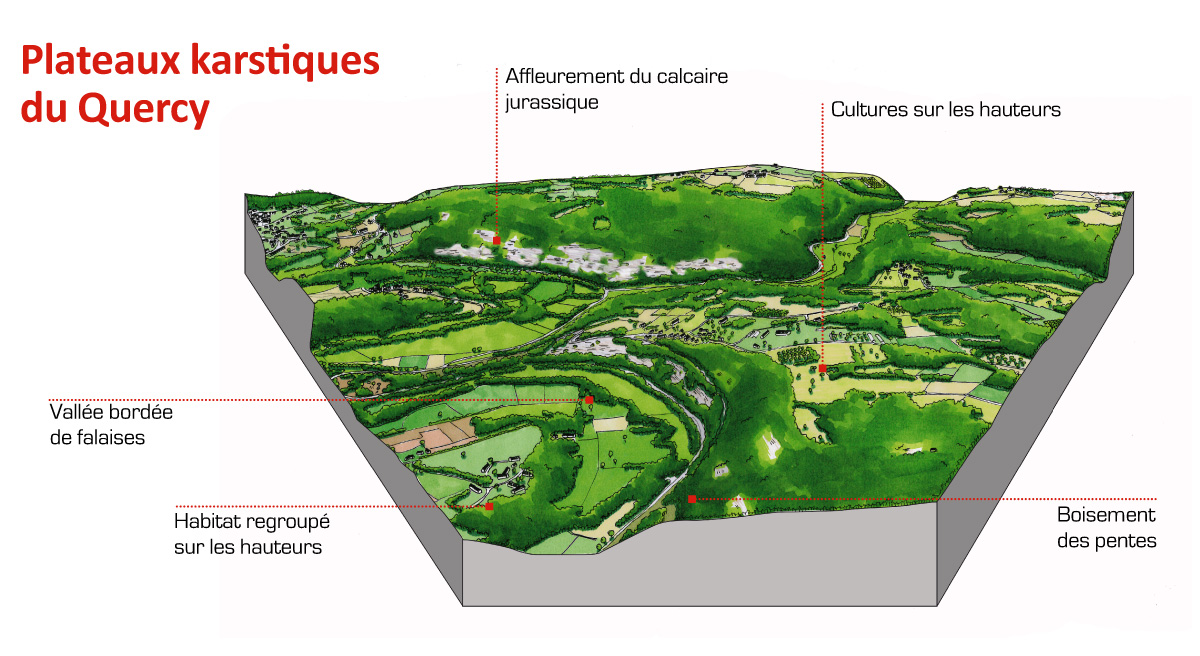 Plateaux karstiques
du Quercy
Affleurement du calcaire
jurassique
Cultures sur les hauteurs
Vallée bordée
de falaises
Habitat regroupé
sur les hauteurs
Boisement
des pentes